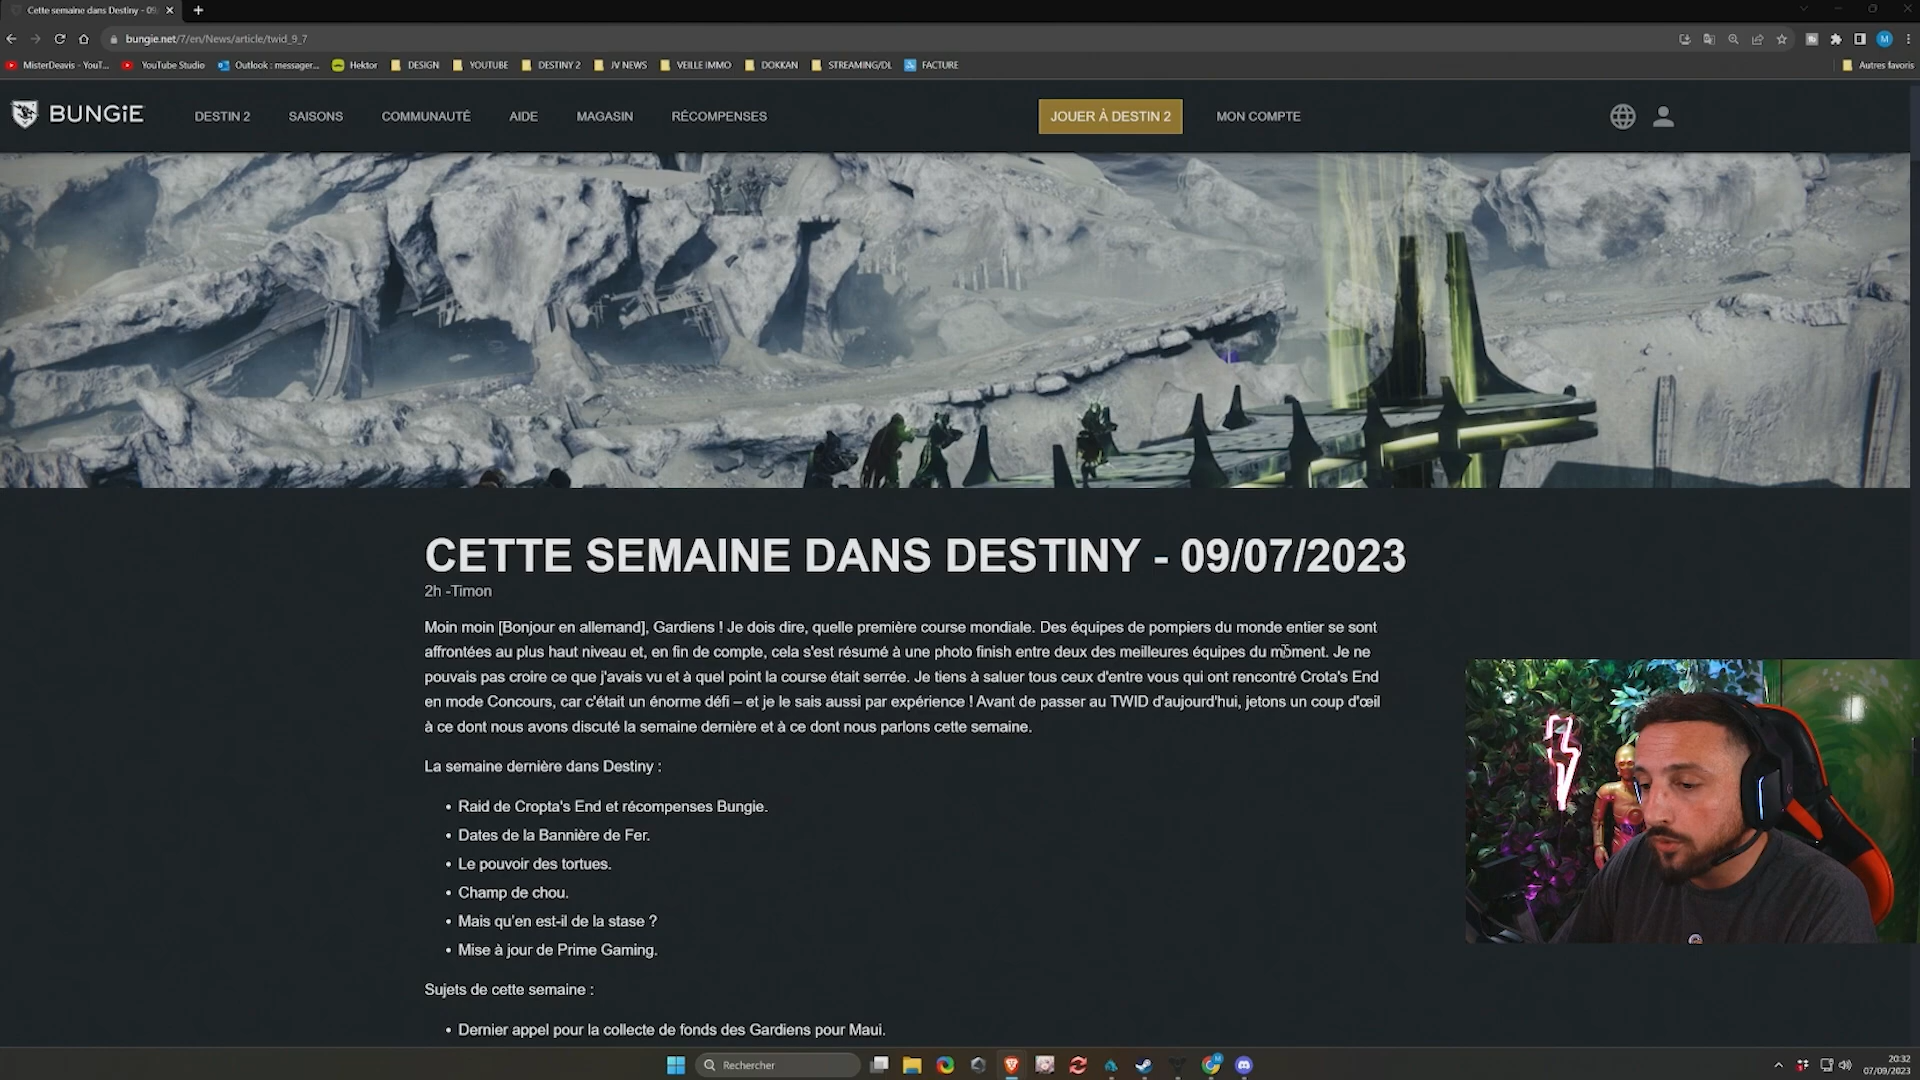 Cette semaine dans Destiny - 09/
bungie.net/7/en/News/article/twid_9_7
MisterDeavis - YouT...
YouTube Studio
Outlook : messager...
Hektor
DESIGN
YOUTUBE
DESTINY 2
JV NEWS
VEILLE IMMO
DOKKAN
STREAMING/DL
FACTURE
Autres favoris
BUNGiE
DESTIN 2
SAISONS
COMMUNAUTÉ
AIDE
MAGASIN
RÉCOMPENSES
JOUER À DESTIN 2
MON COMPTE
CETTE SEMAINE DANS DESTINY - 09/07/2023
2h -Timon
Moin moin [Bonjour en allemand], Gardiens ! Je dois dire, quelle première course mondiale. Des équipes de pompiers du monde entier se sont
affrontées au plus haut niveau et, en fin de compte, cela s'est résumé à une photo finish entre deux des meilleures équipes du moment. Je ne
pouvais pas croire ce que j'avais vu et à quel point la course était serrée. Je tiens à saluer tous ceux d'entre vous qui ont rencontré Crota's End
en mode Concours, car c'était un énorme défi – et je le sais aussi par expérience ! Avant de passer au TWID d'aujourd'hui, jetons un coup d'œil
à ce dont nous avons discuté la semaine dernière et à ce dont nous parlons cette semaine.
La semaine dernière dans Destiny :
• Raid de Cropta's End et récompenses Bungie.
• Dates de la Bannière de Fer.
• Le pouvoir des tortues.
• Champ de chou.
• Mais qu'en est-il de la stase ?
• Mise à jour de Prime Gaming.
Sujets de cette semaine :
• Dernier appel pour la collecte de fonds des Gardiens pour Maui.
Rechercher
20:32
07/09/2023